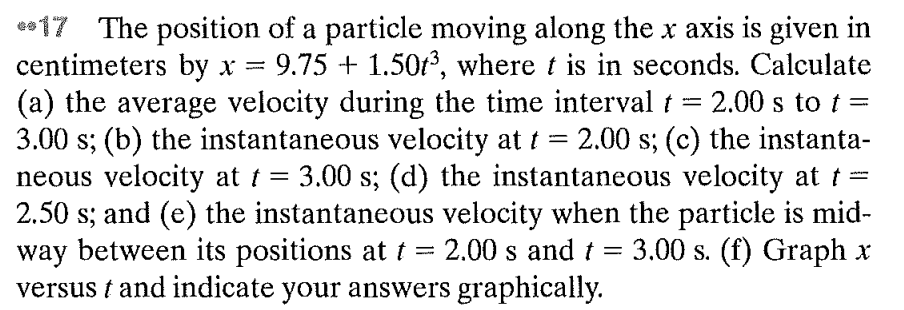 ••17 The position of a particle moving along the x axis is given in
centimeters by x = 9.75 + 1.50t³, where t is in seconds. Calculate
(a) the average velocity during the time interval t = 2.00 s to t =
3.00 s; (b) the instantaneous velocity at t = 2.00 s; (c) the instanta-
neous velocity at t = 3.00 s; (d) the instantaneous velocity at t =
2.50 s; and (e) the instantaneous velocity when the particle is mid-
way between its positions at t = 2.00 s and t = 3.00 s. (f) Graph x
versus t and indicate your answers graphically.